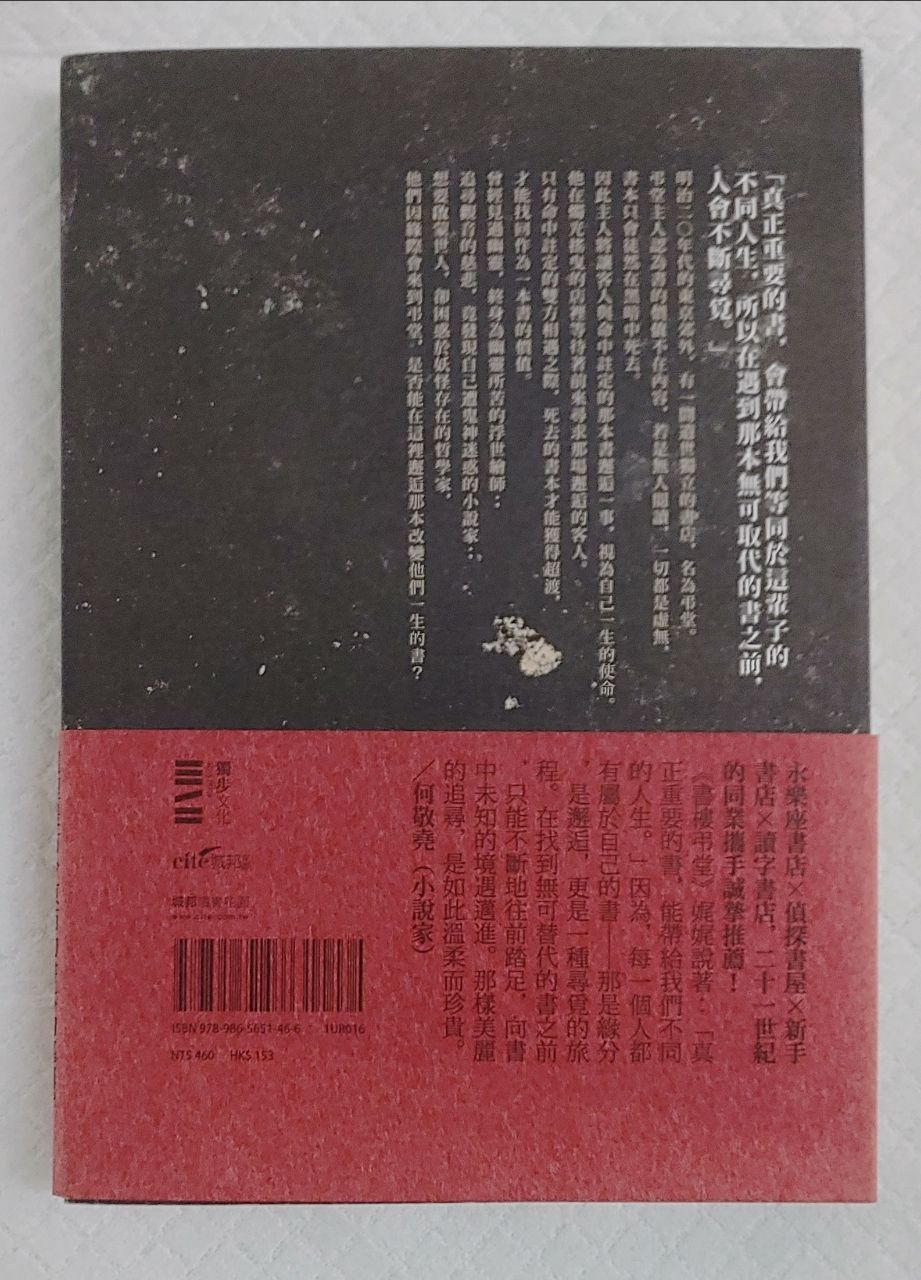 「真正重要的書，會帶給我們等同於這輩子的
不同人生，所以在遇到那本無可取代的書之前，
人會不斷尋覓。」
明治二〇年代的東京郊外，有一間遺世獨立的書店，名為弔堂。
弔堂主人認為書的價值不在內容，若是無人閱讀，一切都是虛無，
書本只會徒然在黑暗中死去。
因此主人將讓客人與命中註定的那本書邂逅一事，視為自己一生的使命。
他在燭光搖曳的店裡等待著前來尋求那場邂逅的客人。
只有命中註定的雙方相遇之際，死去的書本才能獲得超渡，
才能找回作為一本書的價值。
曾經見過幽靈，終身為幽靈所苦的浮世繪師；
追尋觀音的慈悲，竟發現自己遭鬼神迷惑的小說家；
想要啟蒙世人，卻困惑於妖怪存在的哲學家，
他們因緣際會來到弔堂，是否能在這裡邂逅那本改變他們一生的書？
永樂座書店×偵探書屋×新手
書店×讀字書店，二十一世紀
的同業攜手誠摯推薦！
《書樓弔堂》娓娓說著：「真
正重要的書，能帶給我們不同
的人生。」因為，每一個人都
有屬於自己的書——那是緣分
，是邂逅，更是一種尋覓的旅
程。在找到無可替代的書之前
，只能不斷地往前踏足，向書
中未知的境遇邁進。那樣美麗
的追尋，是如此溫柔而珍貴。
／何敬堯（小說家）
獨步文化
cité城邦
城邦讀書花園
www.cite.com.tw
ISBN 978-986-5651-46-6 1UR016
NT$ 460 HK$ 153